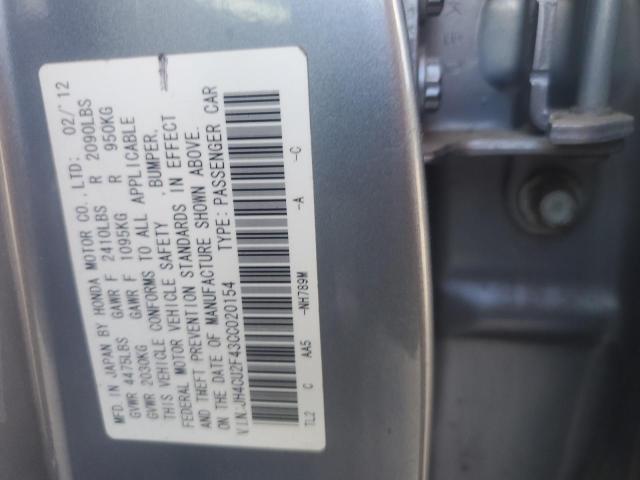 MFD. IN JAPAN BY HONDA MOTOR CO., LTD: 02/'12
GVWR 4475LBS GAWR F 2410LBS R 2090LBS
GVWR 2030KG GAWR F 1095KG R 950KG
THIS VEHICLE CONFORMS TO ALL APPLICABLE
FEDERAL MOTOR VEHICLE SAFETY, BUMPER,
AND THEFT PREVENTION STANDARDS IN EFFECT
ON THE DATE OF MANUFACTURE SHOWN ABOVE.
V.I.N.:JH4CU2F43CC020154 TYPE:PASSENGER CAR
TL2 C AA5 -NH789M -A -C